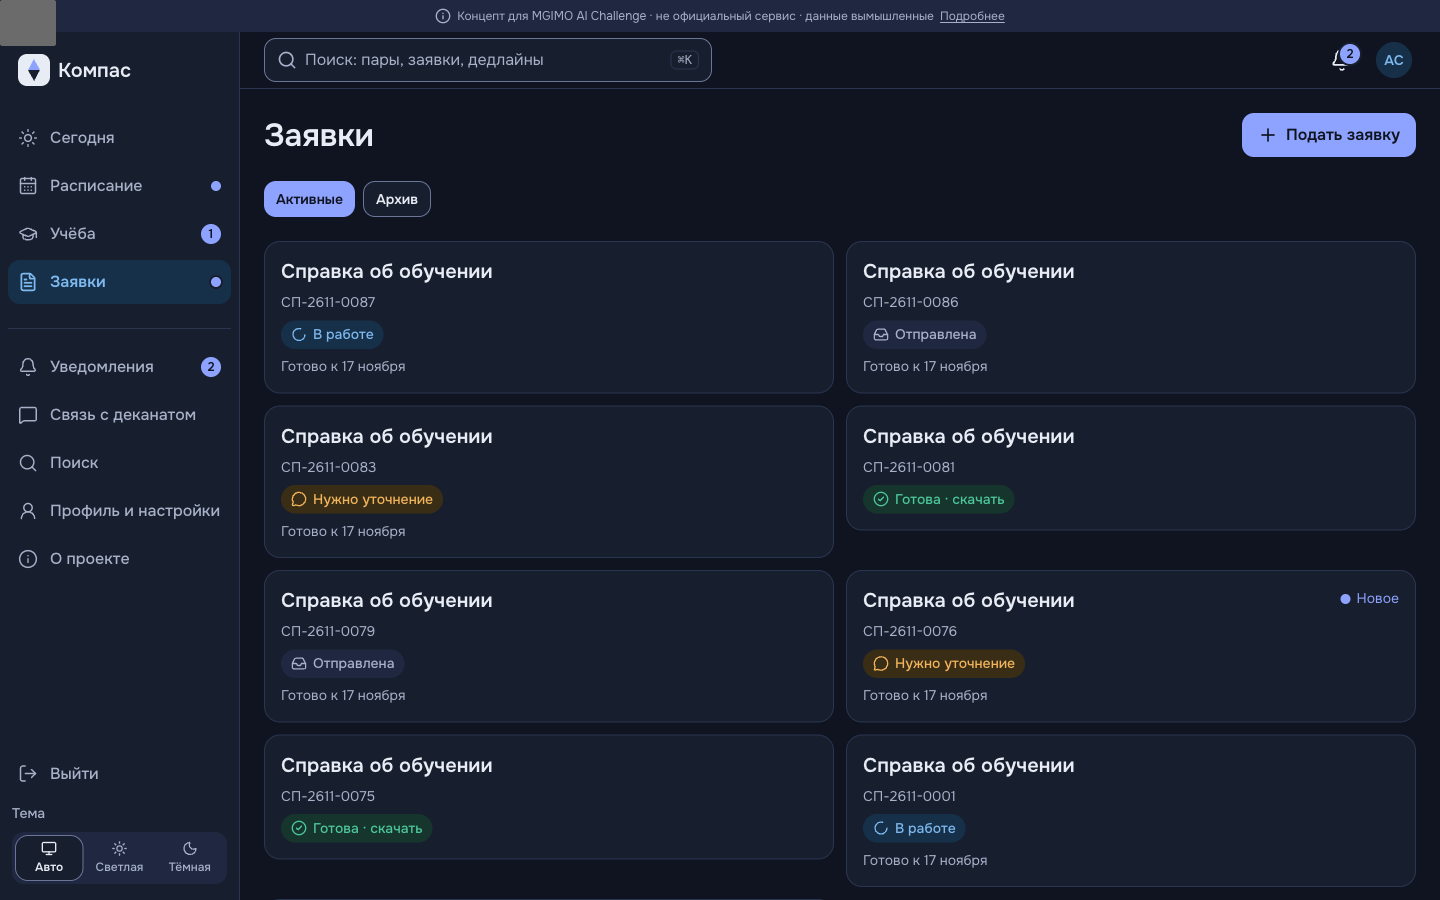 Концепт для MGIMO AI Challenge · не официальный сервис · данные вымышленные Подробнее
Компас
Поиск: пары, заявки, дедлайны ⌘K
2
АС
Сегодня
Расписание
Учёба 1
Заявки
Уведомления 2
Связь с деканатом
Поиск
Профиль и настройки
О проекте
Выйти
Тема
Авто Светлая Тёмная
Заявки
Подать заявку
Активные Архив
Справка об обучении
СП-2611-0087
В работе
Готово к 17 ноября
Справка об обучении
СП-2611-0086
Отправлена
Готово к 17 ноября
Справка об обучении
СП-2611-0083
Нужно уточнение
Готово к 17 ноября
Справка об обучении
СП-2611-0081
Готова · скачать
Справка об обучении
СП-2611-0079
Отправлена
Готово к 17 ноября
Справка об обучении Новое
СП-2611-0076
Нужно уточнение
Готово к 17 ноября
Справка об обучении
СП-2611-0075
Готова · скачать
Справка об обучении
СП-2611-0001
В работе
Готово к 17 ноября